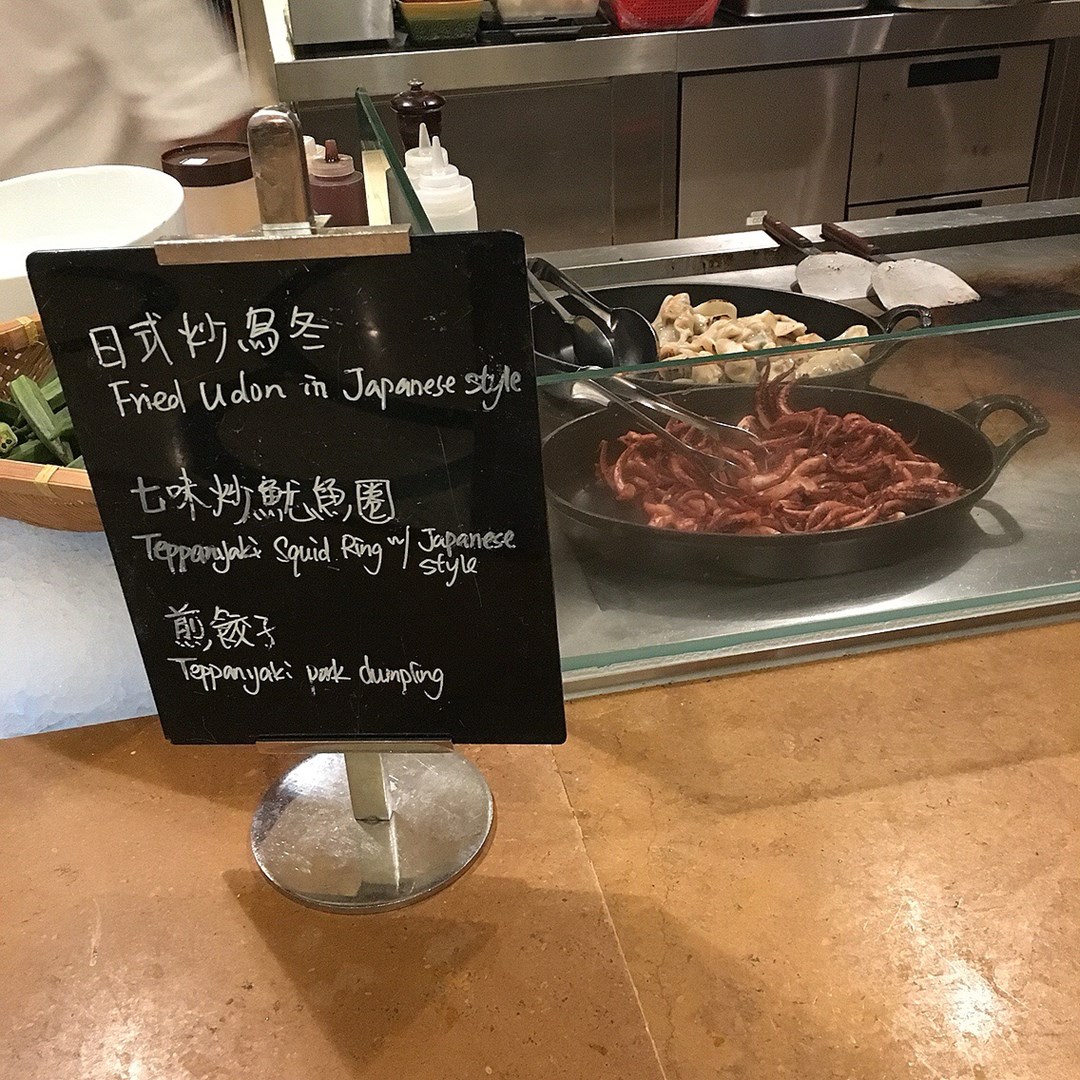 日式炒烏冬
Fried Udon in Japanese style
七味炒魷魚圈
Teppanyaki Squid Ring w/ Japanese
style
煎餃子
Teppanyaki pork dumpling